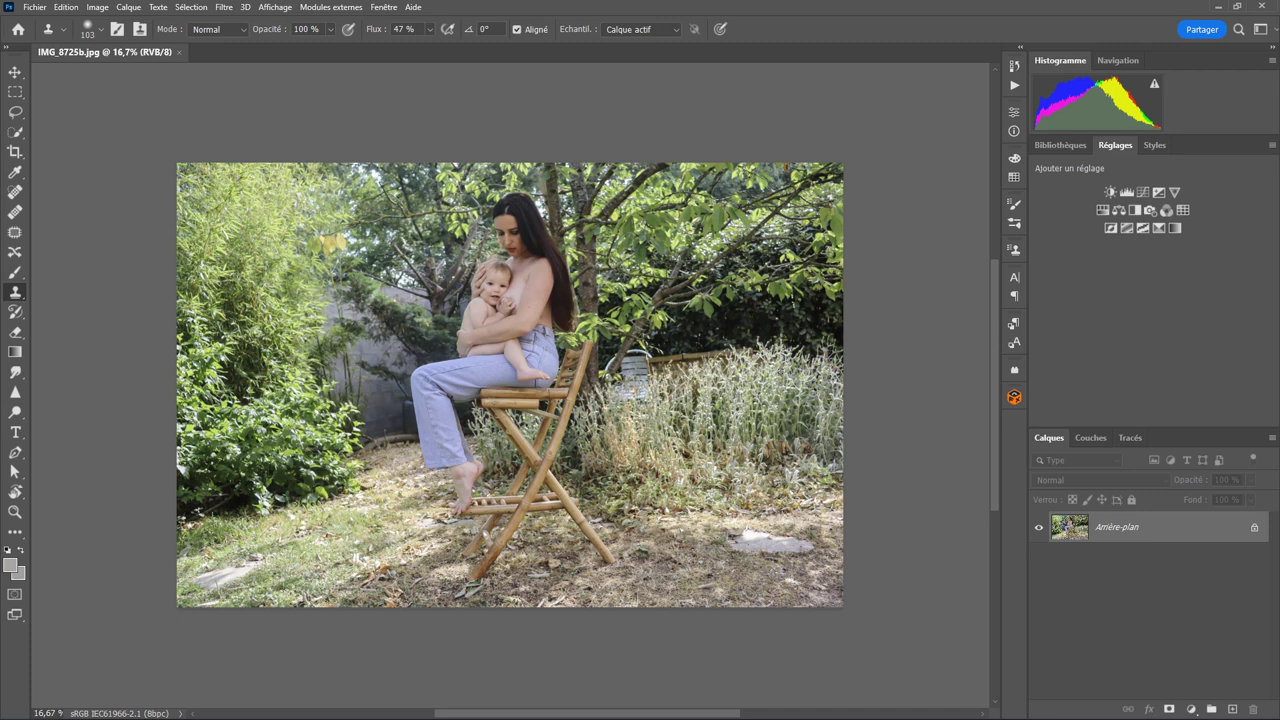 Ps Fichier Edition Image Calque Texte Sélection Filtre 3D Affichage Modules externes Fenêtre Aide
103 Mode : Normal Opacité : 100 % Flux : 47 % 0° Aligné Echantil. : Calque actif Partager
IMG_8725b.jpg @ 16,7% (RVB/8) ×
Histogramme Navigation
Bibliothèques Réglages Styles
Ajouter un réglage
Calques Couches Tracés
Type
Normal Opacité : 100 %
Verrou : Fond : 100 %
Arrière-plan
16,67 % sRGB IEC61966-2.1 (8bpc)